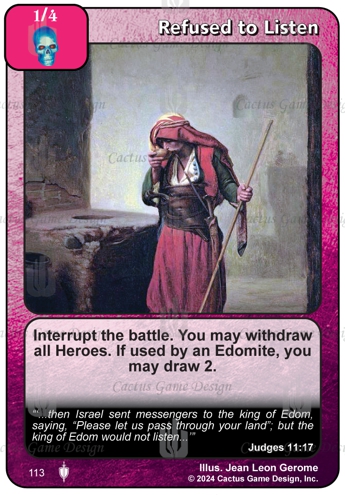 1/4
Refused to Listen
Interrupt the battle. You may withdraw
all Heroes. If used by an Edomite, you
may draw 2.
Cactus Game Design
"...then Israel sent messengers to the king of Edom,
saying, "Please let us pass through your land"; but the
king of Edom would not listen...'"
Judges 11:17
Illus. Jean Leon Gerome
113
© 2024 Cactus Game Design, Inc.